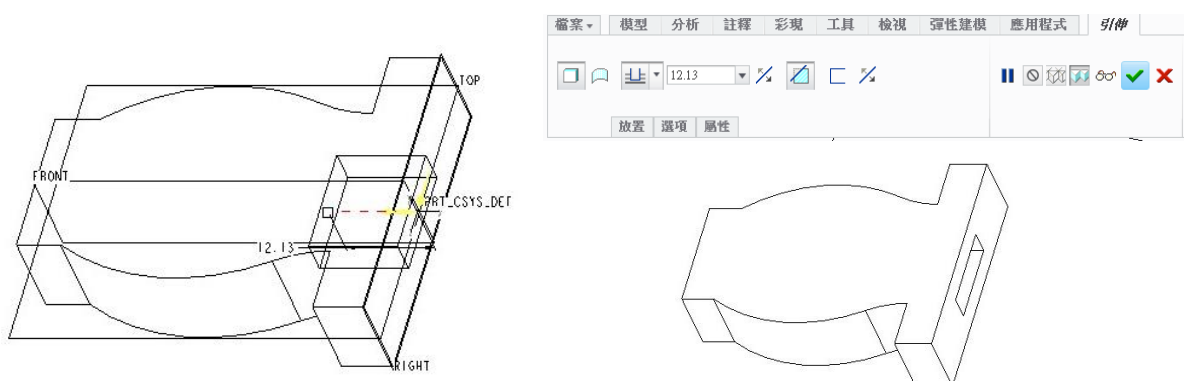 檔案 模型 分析 註釋 彩現 工具 檢視 彈性建模 應用程式 引伸
12.13
放置 選項 屬性
TOP
FRONT
PRT_CSYS_DEF
12.13
RIGHT